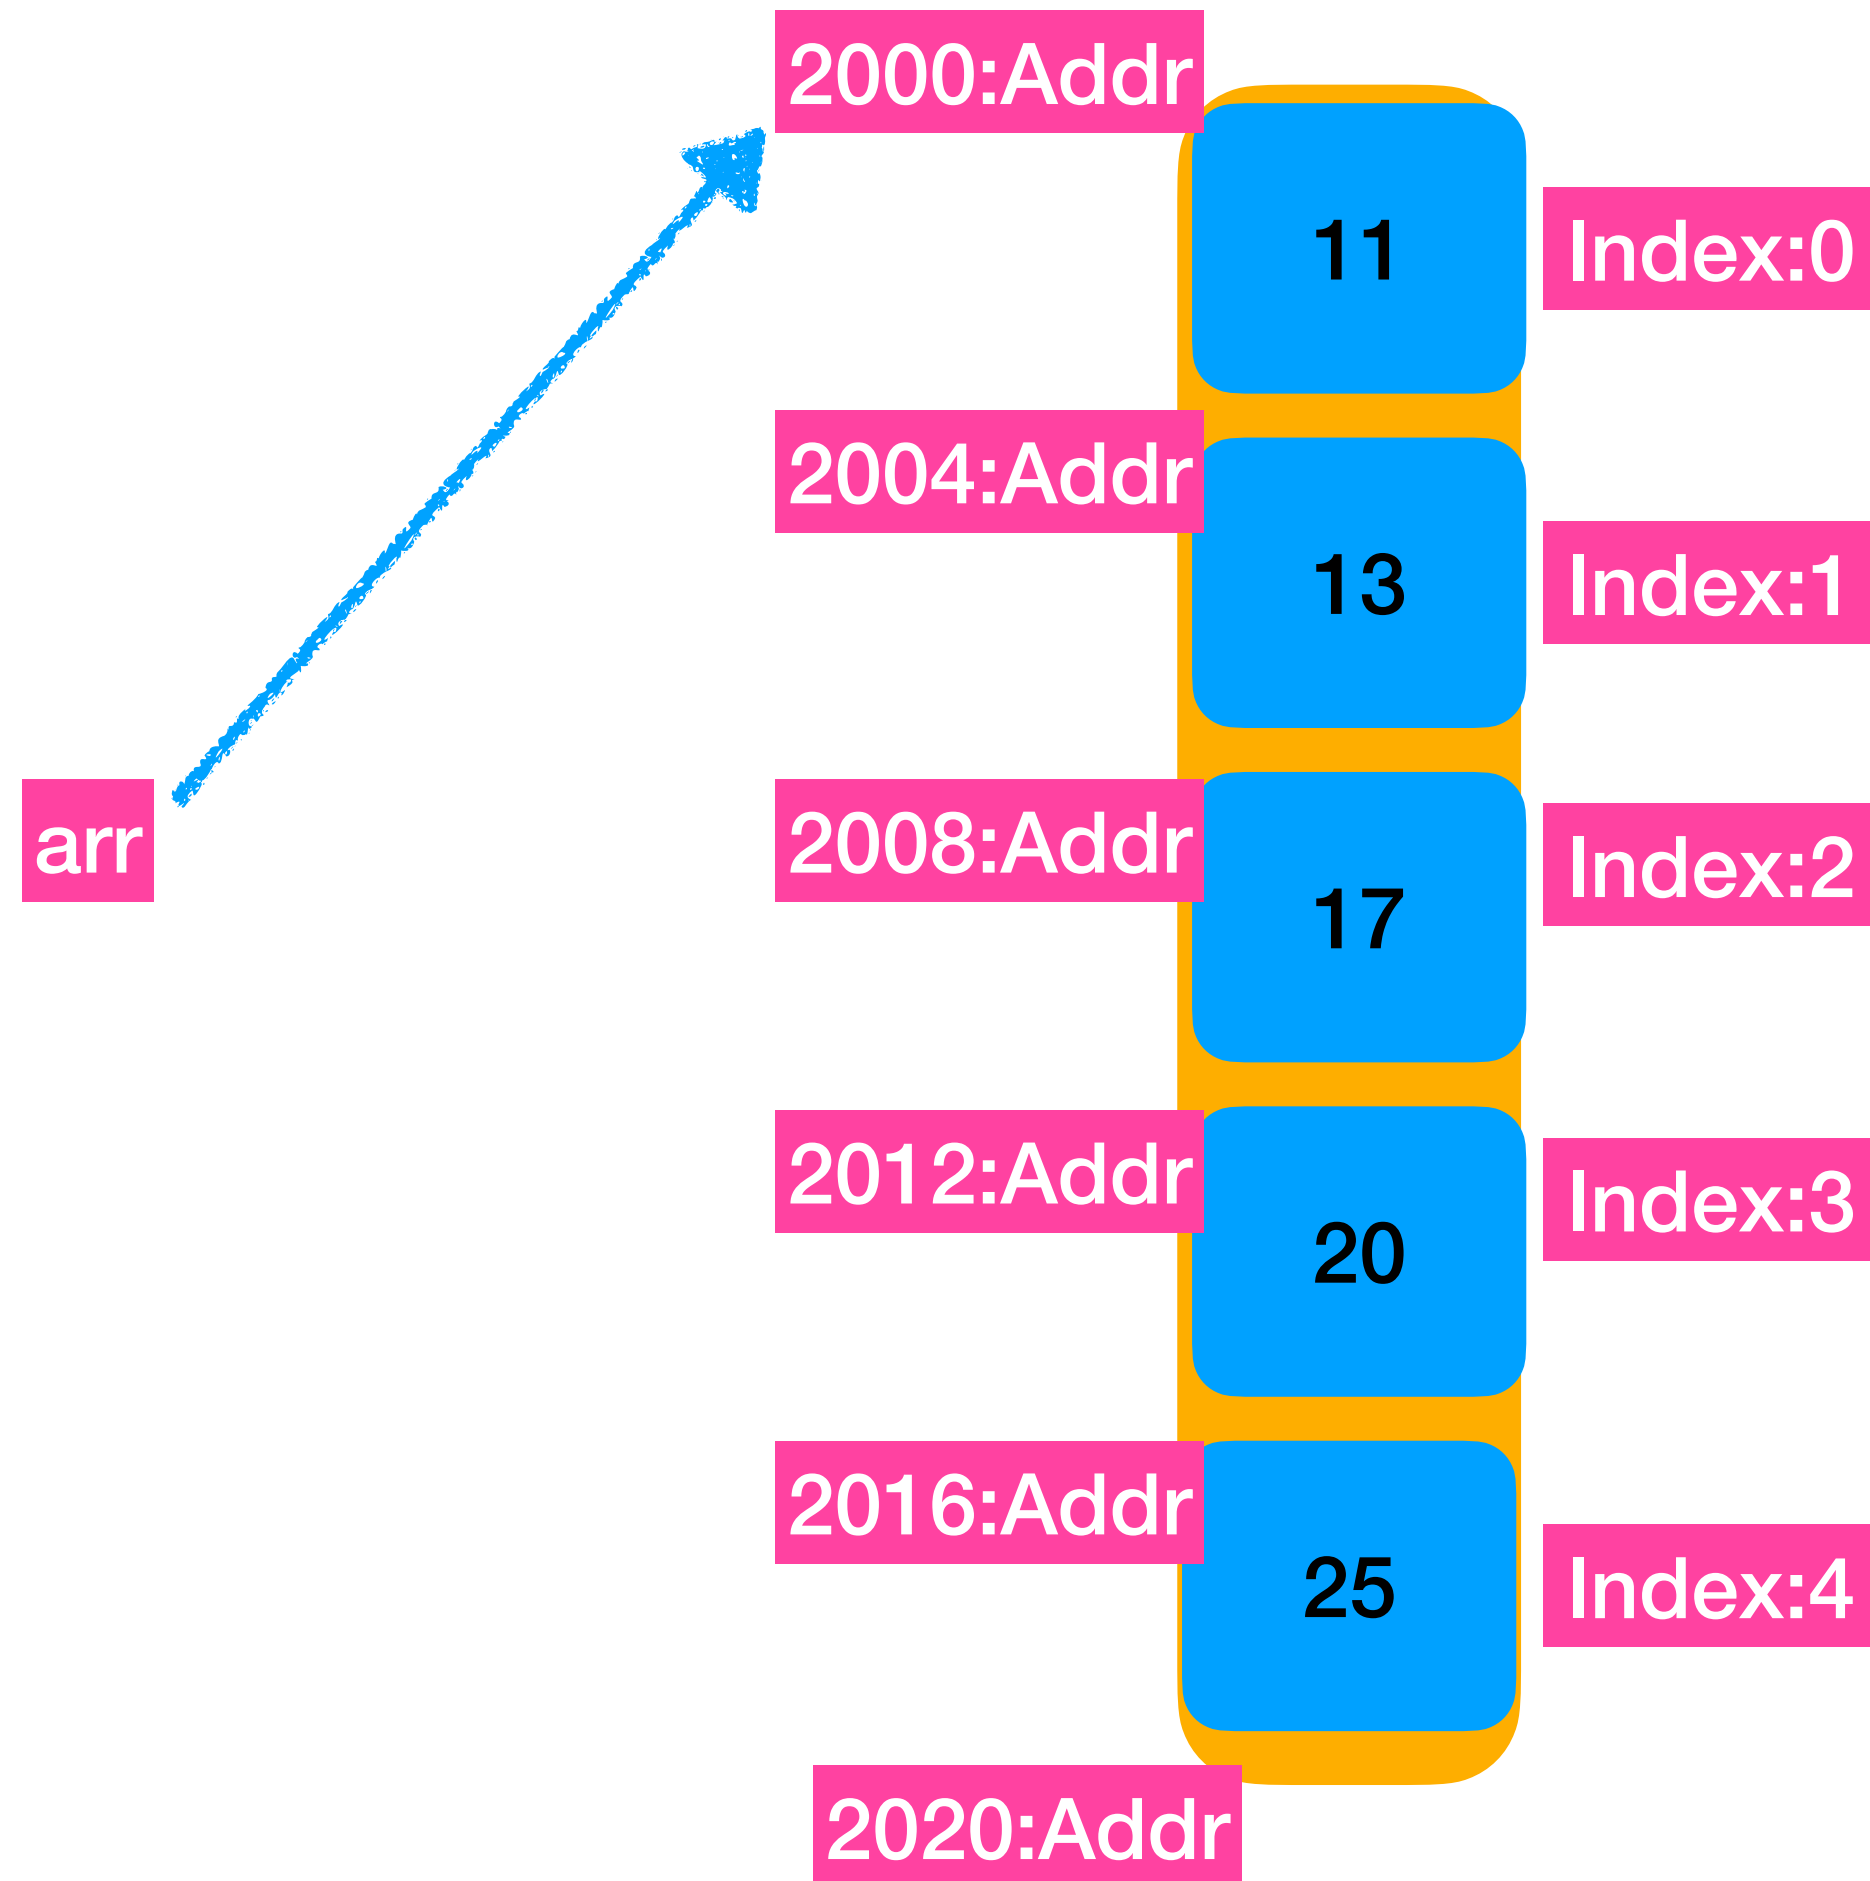 2000:Addr
11
Index:0
2004:Addr
13
Index:1
arr
2008:Addr
17
Index:2
2012:Addr
20
Index:3
2016:Addr
25
Index:4
2020:Addr